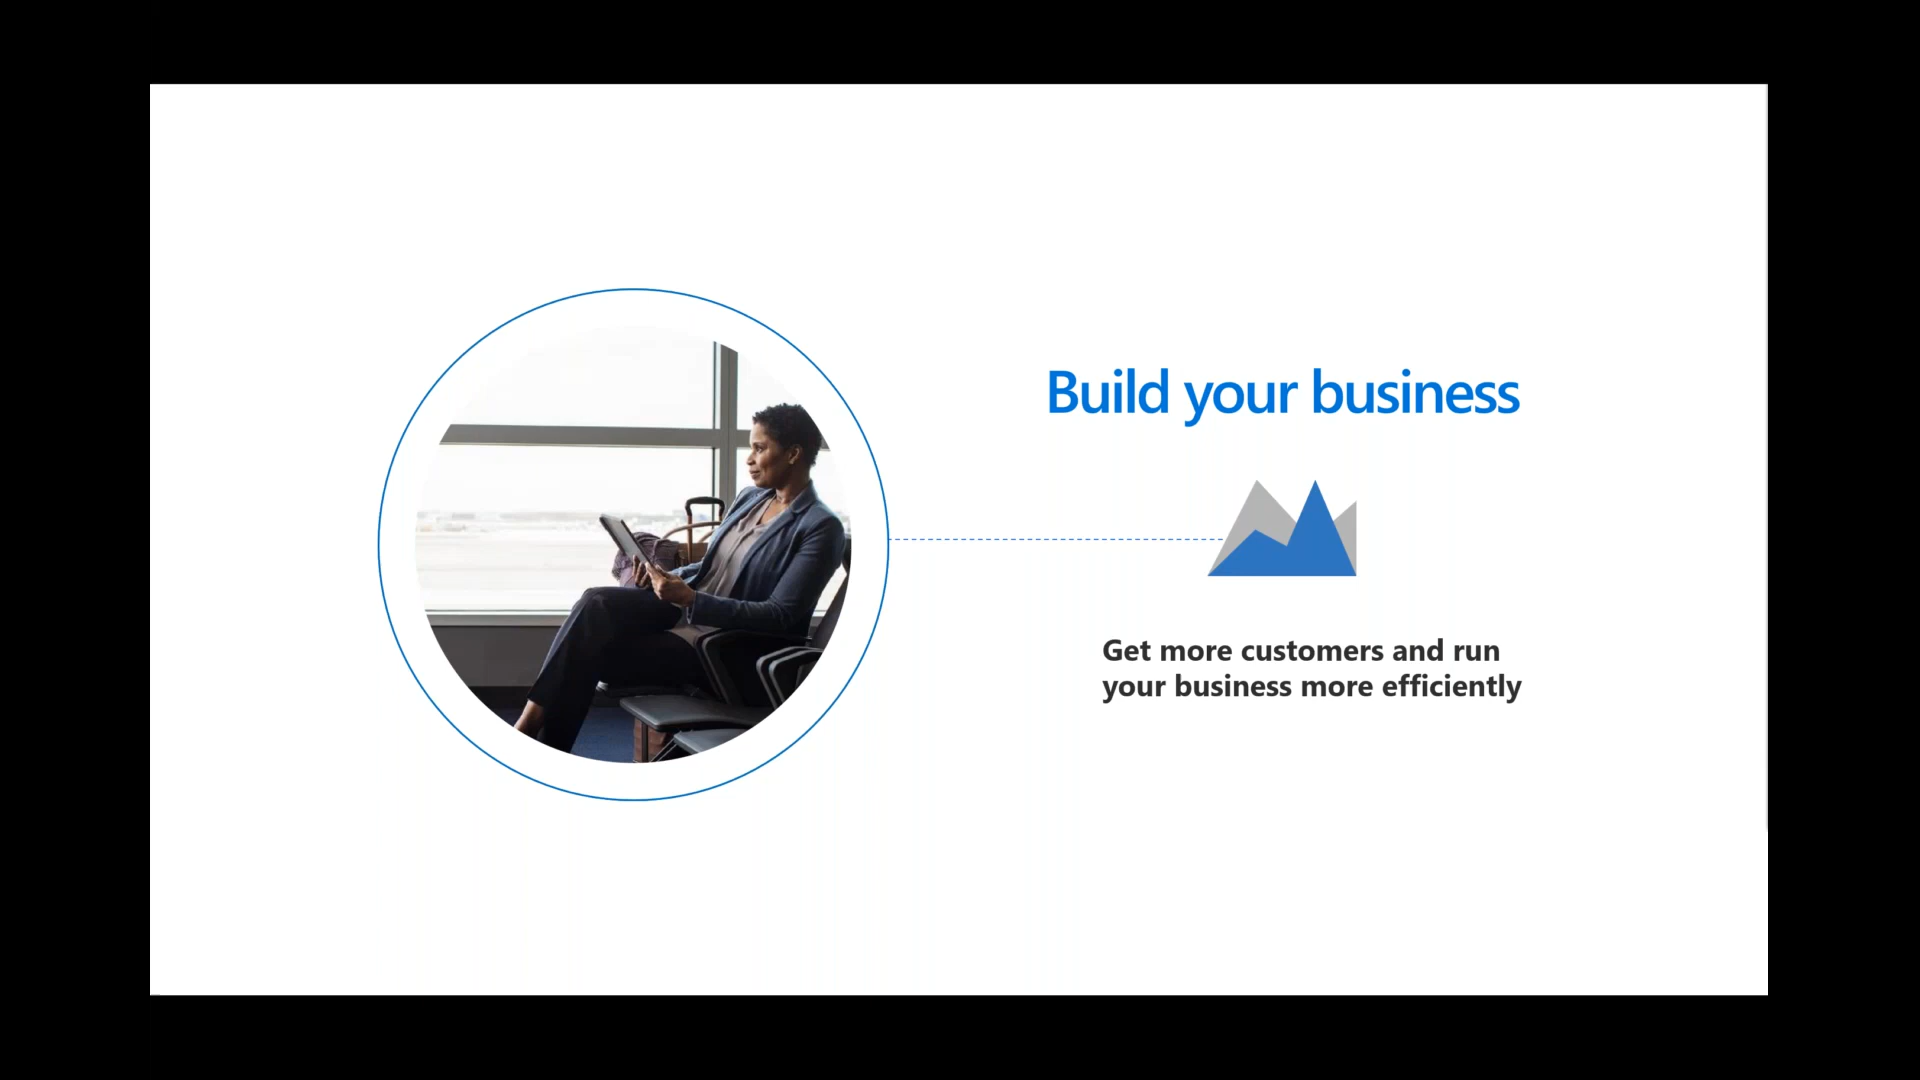 Build your business
Get more customers and run
your business more efficiently